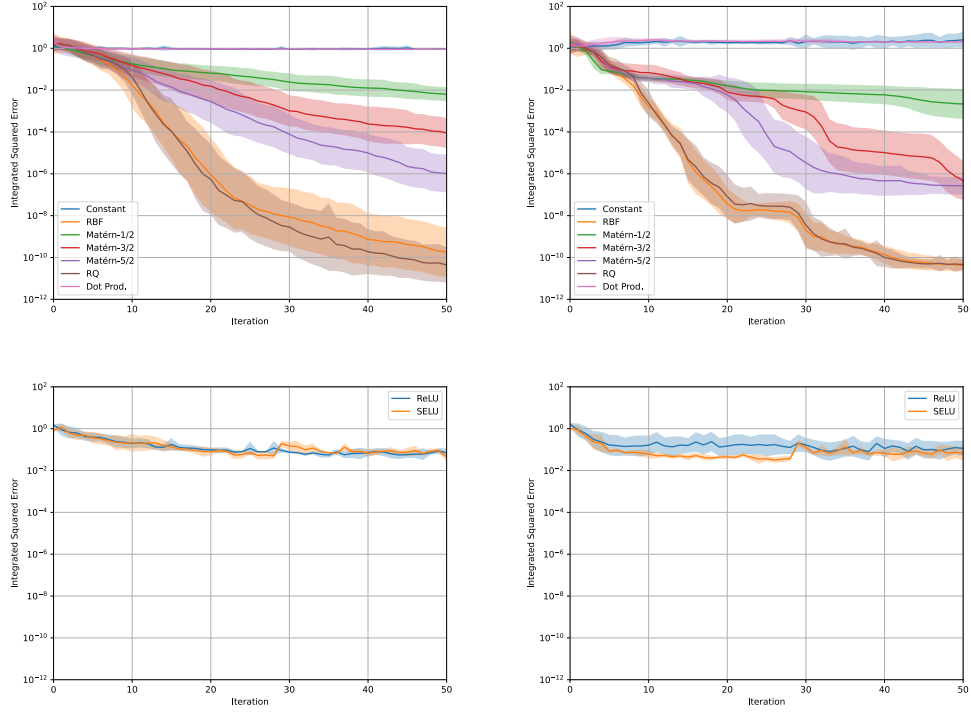 10^2
10^0
10^−2
10^−4
10^−6
10^−8
10^−10
10^−12
Integrated Squared Error
Constant
RBF
Matérn-1/2
Matérn-3/2
Matérn-5/2
RQ
Dot Prod.
0 10 20 30 40 50
Iteration
10^2
10^0
10^−2
10^−4
10^−6
10^−8
10^−10
10^−12
Integrated Squared Error
Constant
RBF
Matérn-1/2
Matérn-3/2
Matérn-5/2
RQ
Dot Prod.
0 10 20 30 40 50
Iteration
10^2
10^0
10^−2
10^−4
10^−6
10^−8
10^−10
10^−12
Integrated Squared Error
ReLU
SELU
0 10 20 30 40 50
Iteration
10^2
10^0
10^−2
10^−4
10^−6
10^−8
10^−10
10^−12
Integrated Squared Error
ReLU
SELU
0 10 20 30 40 50
Iteration